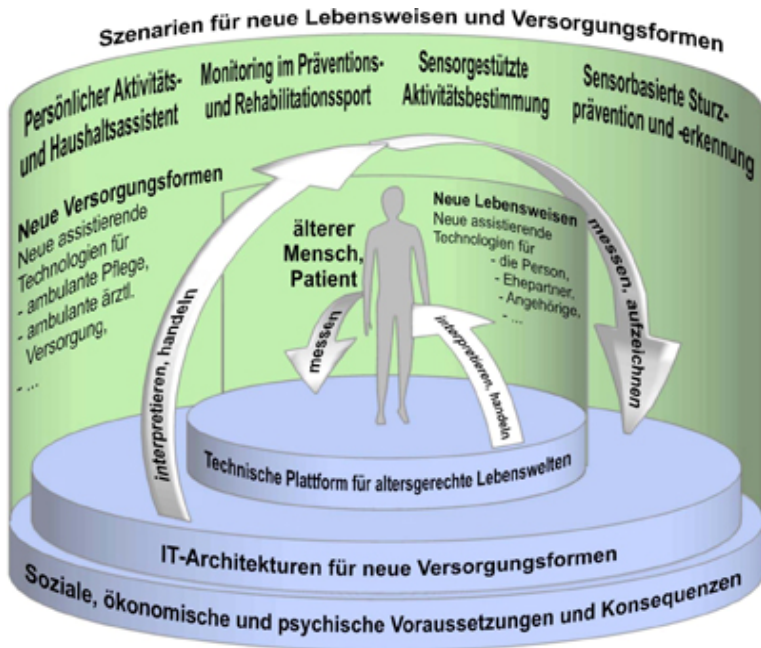 Szenarien für neue Lebensweisen und Versorgungsformen
Persönlicher Aktivitäts-
und Haushaltsassistent
Monitoring im Präventions-
und Rehabilitationssport
Sensorgestützte
Aktivitätsbestimmung
Sensorbasierte Sturz-
prävention und -erkennung
Neue Versorgungsformen
Neue assistierende
Technologien für
- ambulante Pflege,
- ambulante ärztl.
Versorgung,
- ...
älterer
Mensch,
Patient
Neue Lebensweisen
Neue assistierende
Technologien für
- die Person,
- Ehepartner,
- Angehörige,
- ...
interpretieren, handeln
messen
interpretieren, handeln
messen, aufzeichnen
Technische Plattform für altersgerechte Lebenswelten
IT-Architekturen für neue Versorgungsformen
Soziale, ökonomische und psychische Voraussetzungen und Konsequenzen